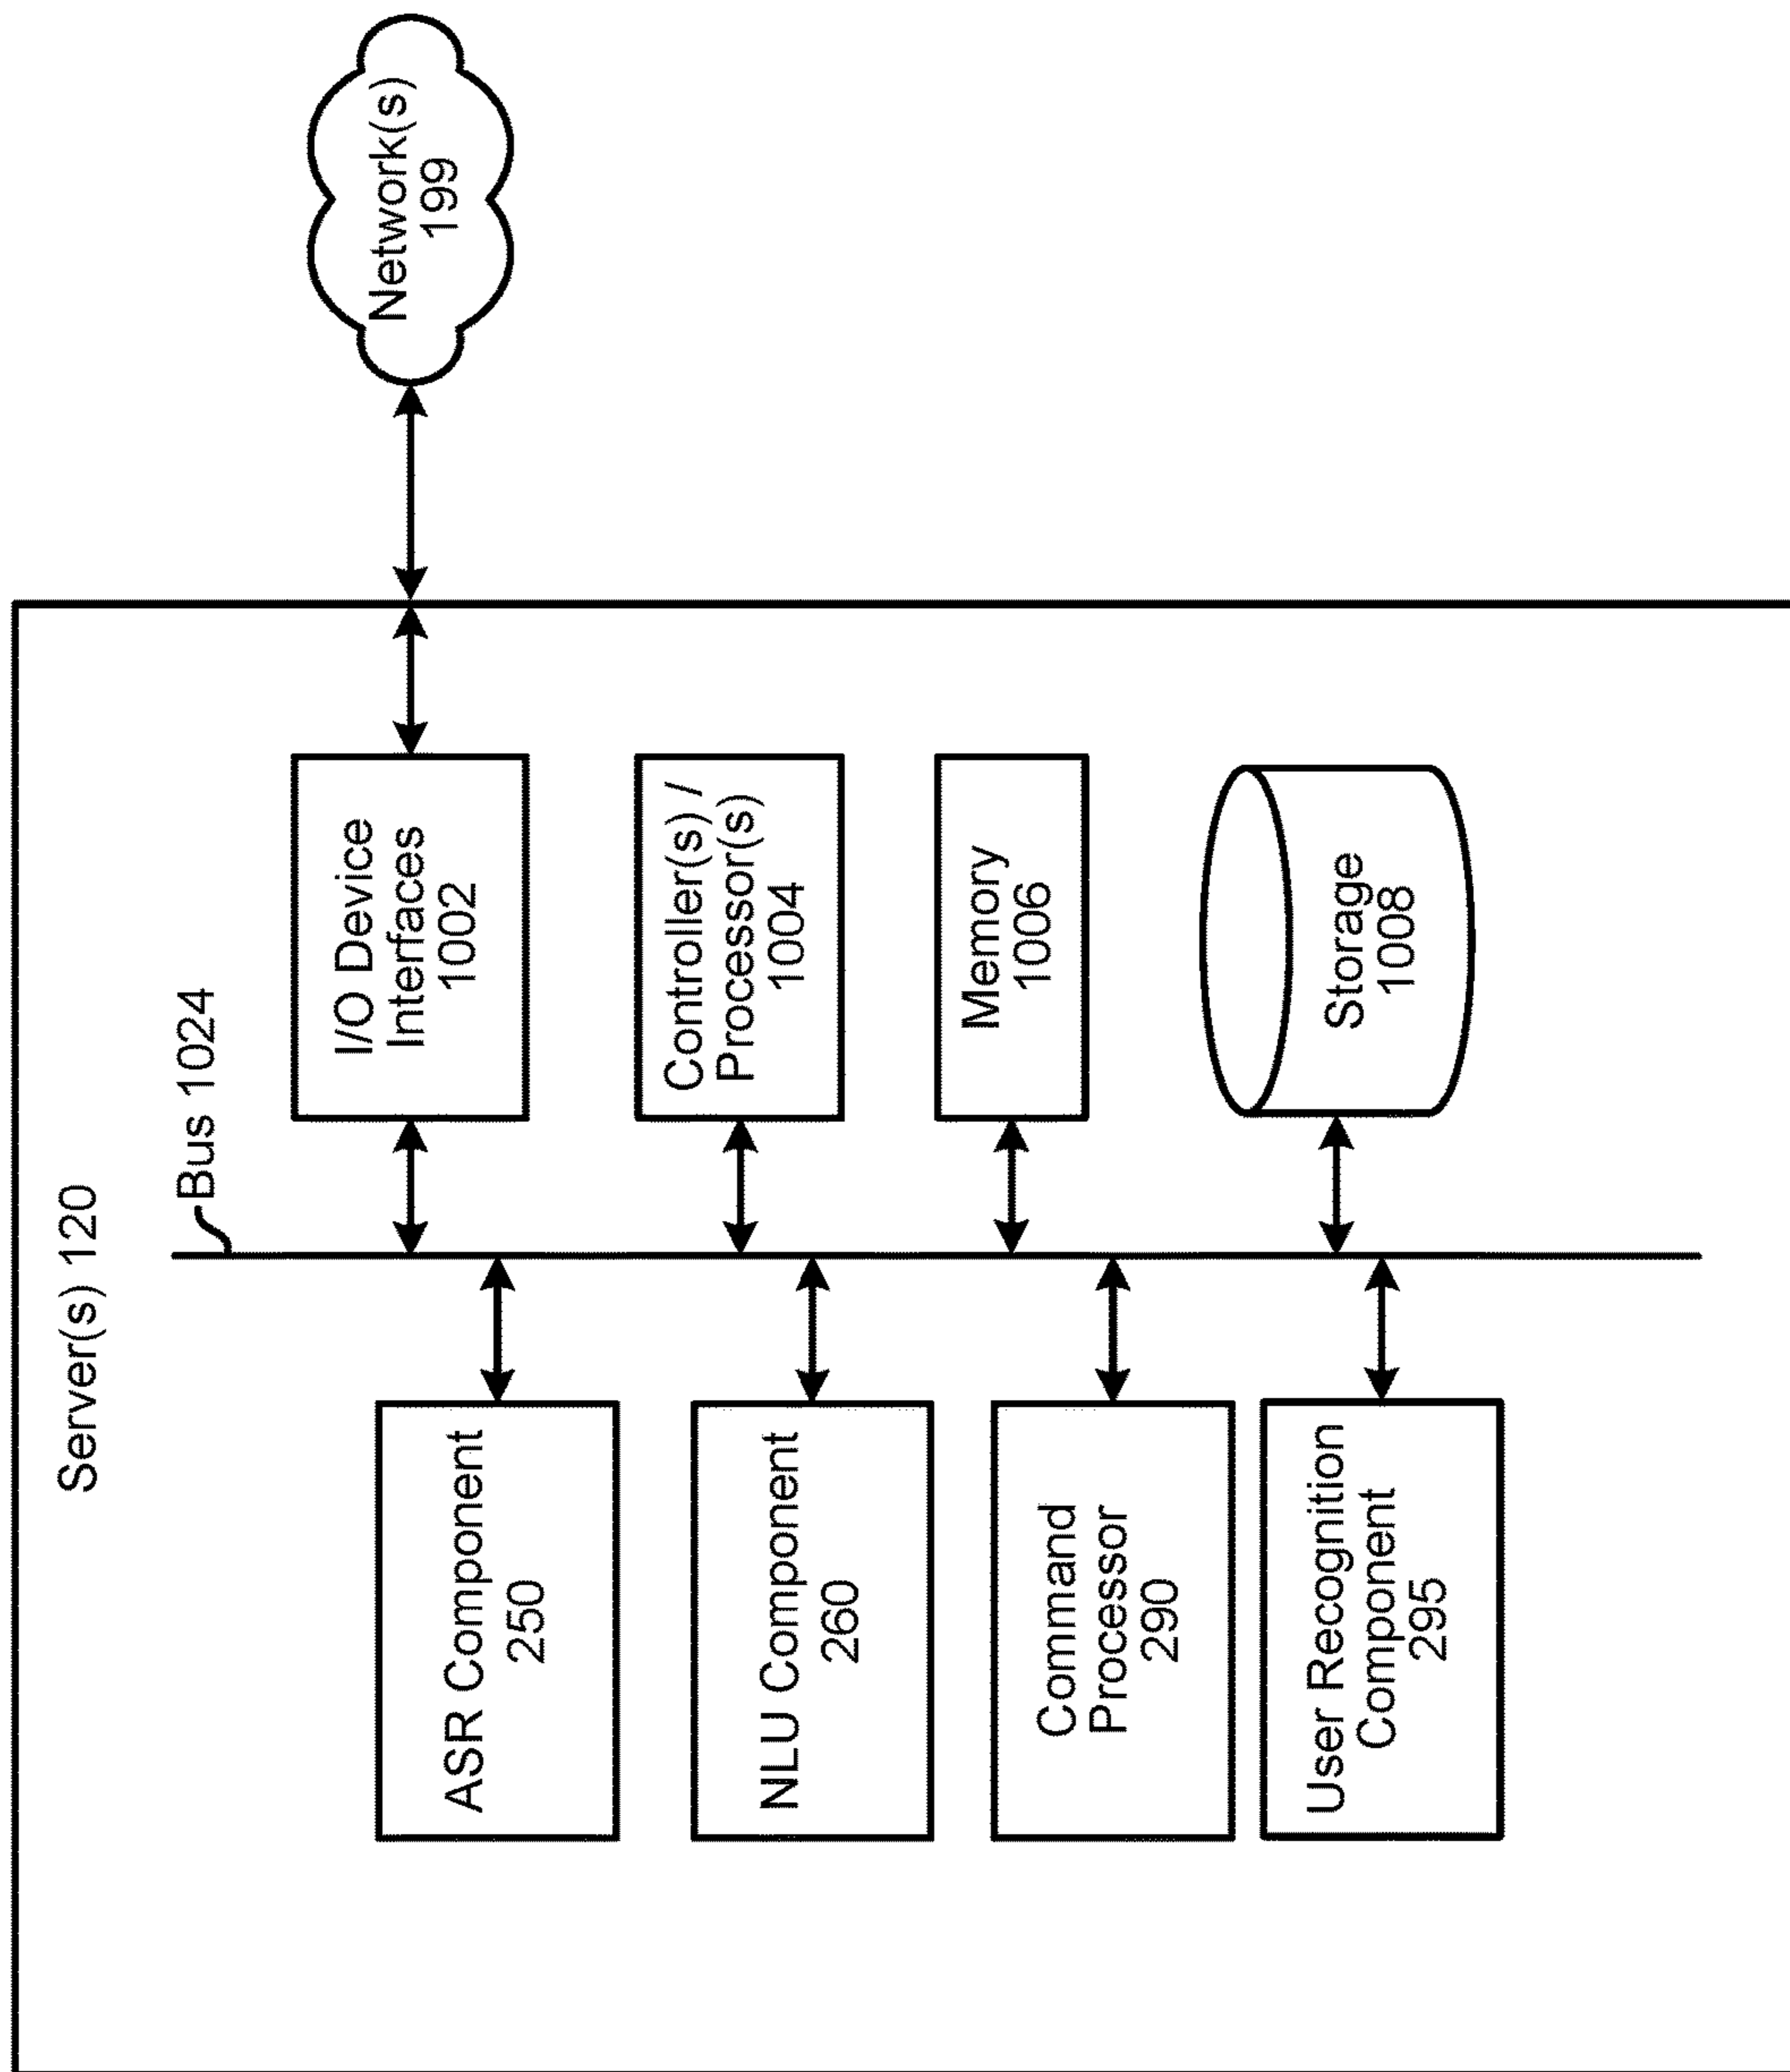 Server(s) 120
Bus 1024
ASR Component
250
NLU Component
260
Command
Processor
290
User Recognition
Component
295
I/O Device
Interfaces
1002
Controller(s) /
Processor(s)
1004
Memory
1006
Storage
1008
Network(s)
199